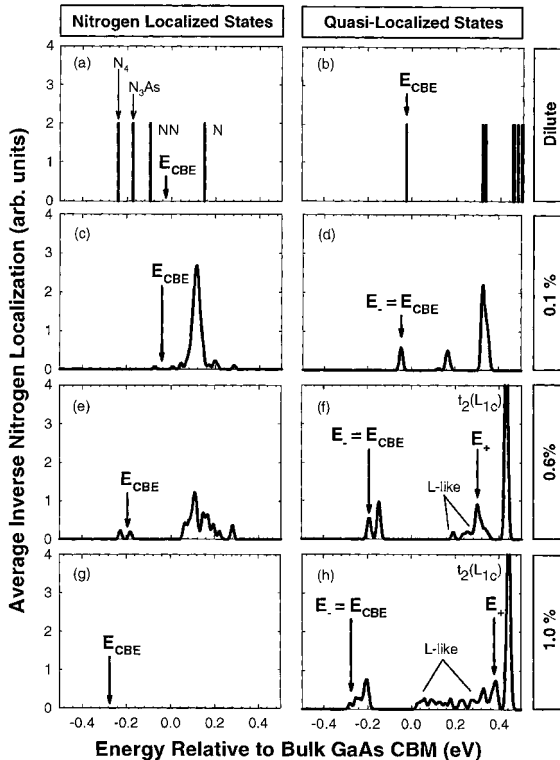 Nitrogen Localized States
Quasi-Localized States
Average Inverse Nitrogen Localization (arb. units)
4
3
2
1
0
(a)
N4
N3As
NN
N
ECBE
(b)
ECBE
Dilute
4
3
2
1
0
(c)
ECBE
(d)
E- = ECBE
0.1 %
4
3
2
1
0
(e)
ECBE
(f)
E- = ECBE
L-like
E+
t2(L1c)
0.6%
4
3
2
1
0
(g)
ECBE
(h)
E- = ECBE
L-like
E+
t2(L1c)
1.0 %
-0.4 -0.2 0.0 0.2 0.4
-0.4 -0.2 0.0 0.2 0.4
Energy Relative to Bulk GaAs CBM (eV)